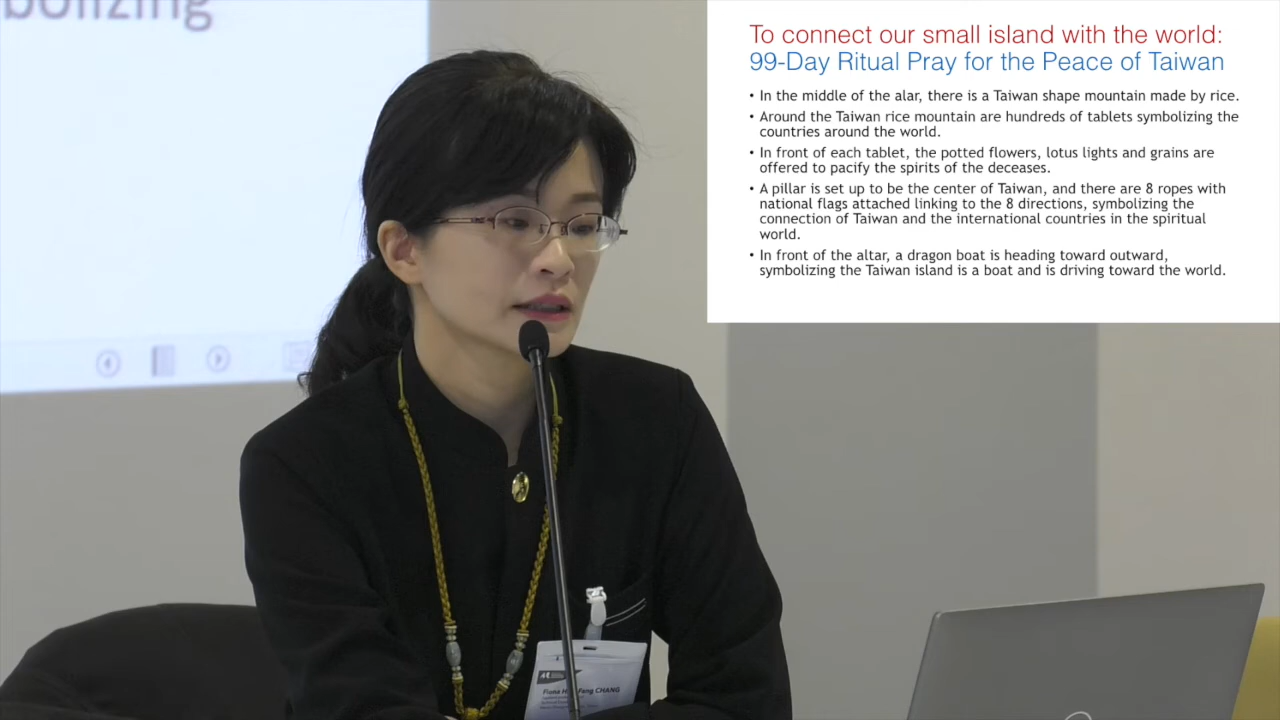 bolizing
To connect our small island with the world:
99-Day Ritual Pray for the Peace of Taiwan
• In the middle of the alar, there is a Taiwan shape mountain made by rice.
• Around the Taiwan rice mountain are hundreds of tablets symbolizing the
countries around the world.
• In front of each tablet, the potted flowers, lotus lights and grains are
offered to pacify the spirits of the deceases.
• A pillar is set up to be the center of Taiwan, and there are 8 ropes with
national flags attached linking to the 8 directions, symbolizing the
connection of Taiwan and the international countries in the spiritual
world.
• In front of the altar, a dragon boat is heading toward outward,
symbolizing the Taiwan island is a boat and is driving toward the world.
Fiona Feng CHANG